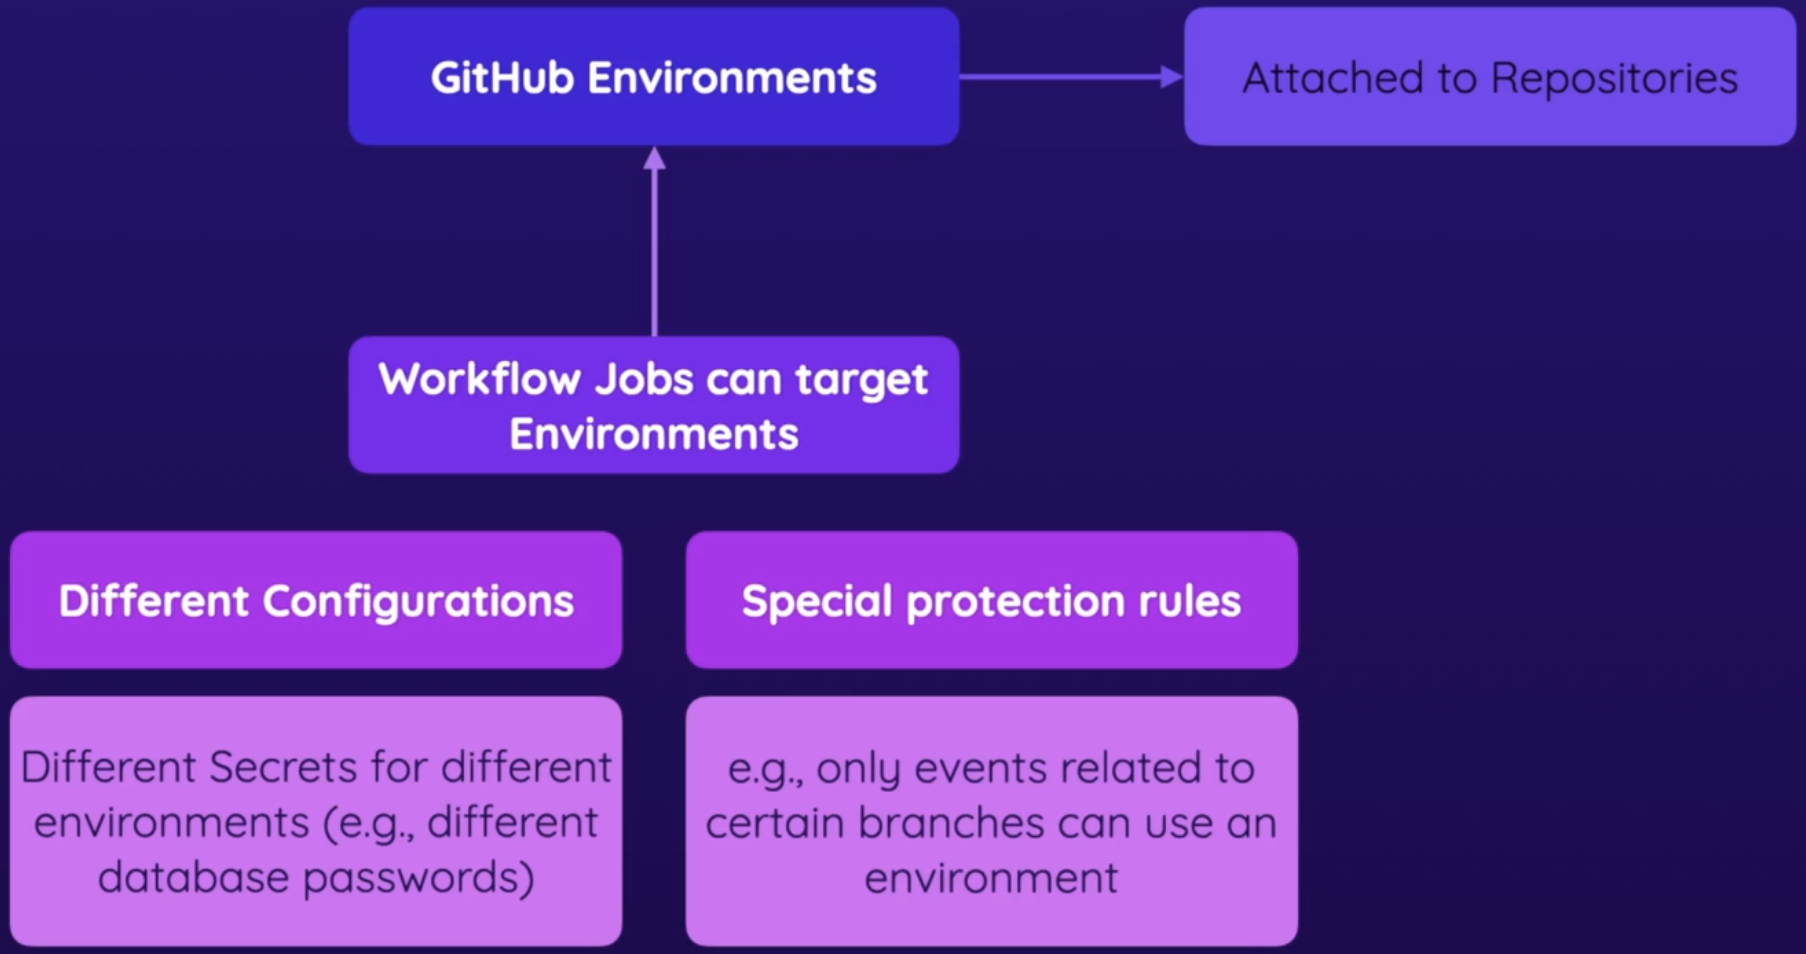 GitHub Environments
Attached to Repositories
Workflow Jobs can target
Environments
Different Configurations
Special protection rules
Different Secrets for different
environments (e.g., different
database passwords)
e.g., only events related to
certain branches can use an
environment